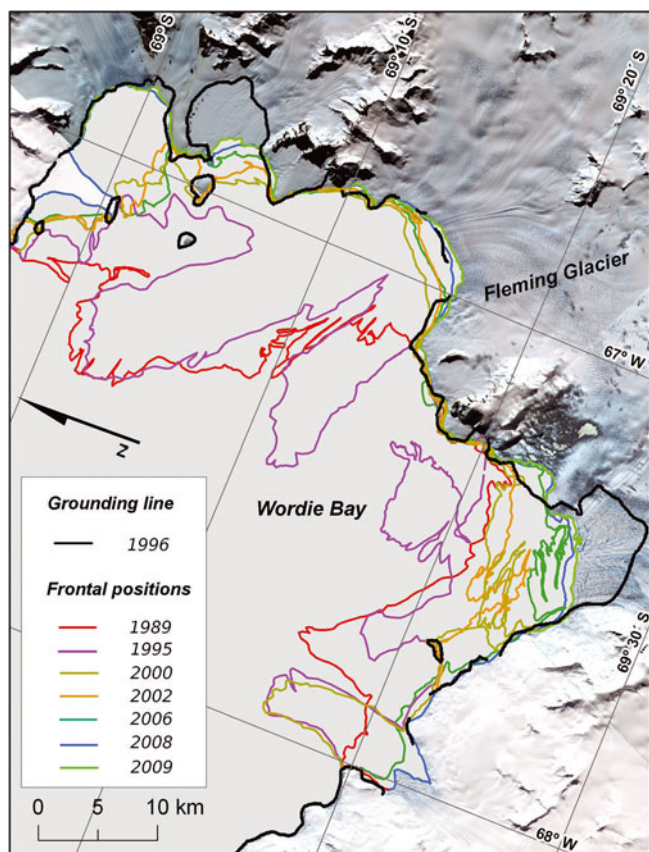 69° S
69° 10´ S
69° 20´ S
Fleming Glacier
67° W
N
Wordie Bay
Grounding line
1996
Frontal positions
1989
1995
2000
2002
2006
2008
2009
0 5 10 km
69° 30´ S
68° W